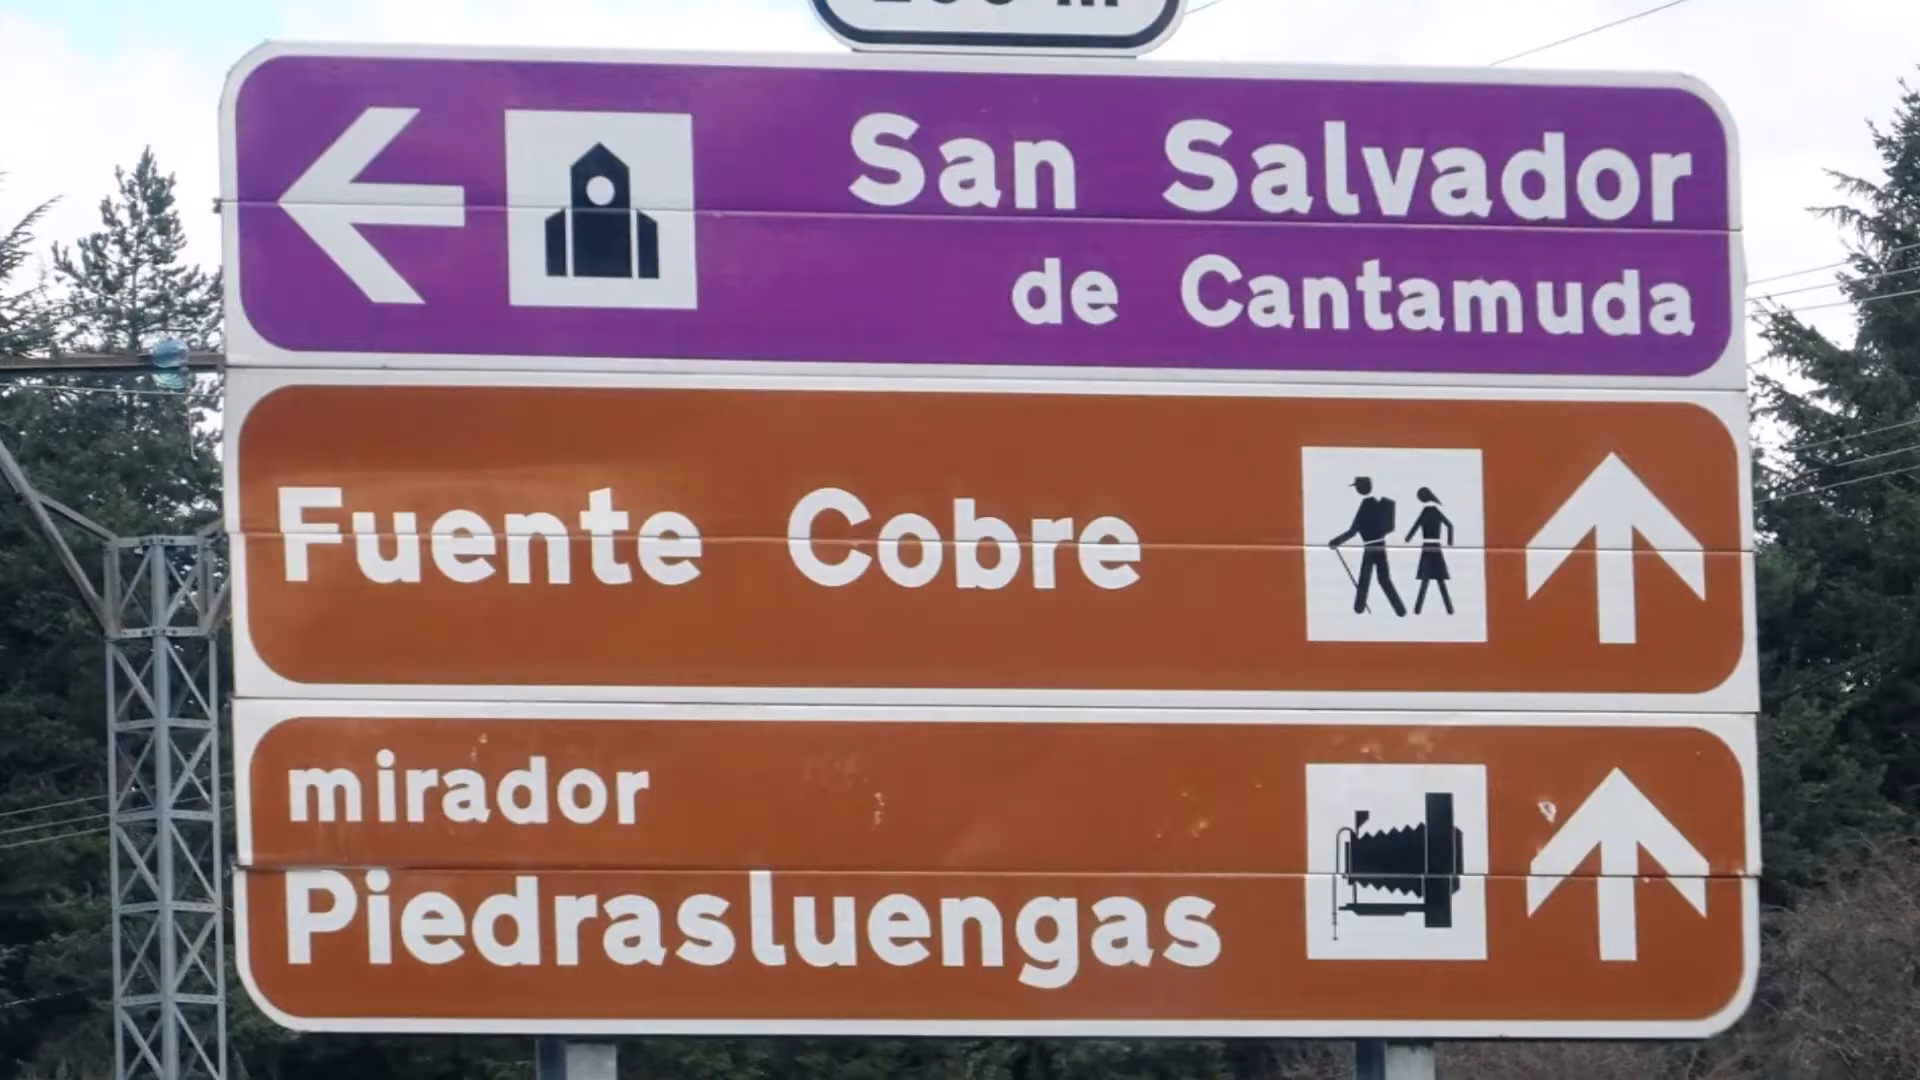 San Salvador
de Cantamuda
Fuente Cobre
mirador
Piedrasluengas